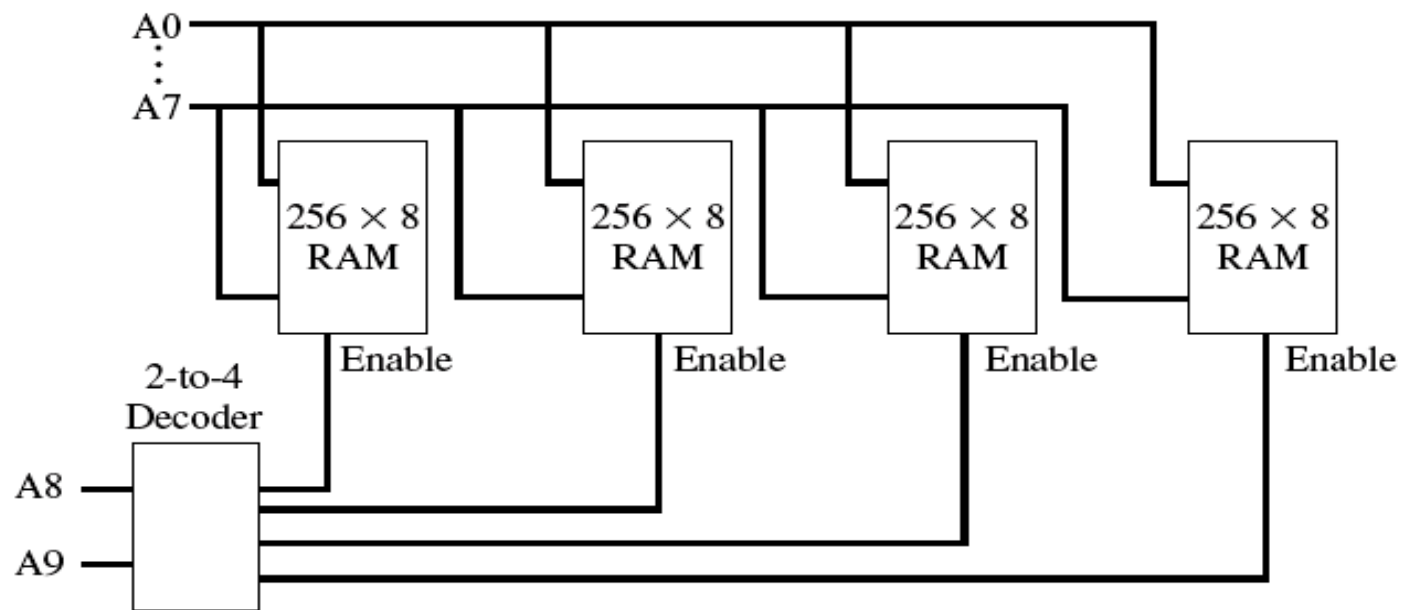 A0
⋮
A7
256 × 8
RAM
256 × 8
RAM
256 × 8
RAM
256 × 8
RAM
Enable
Enable
Enable
Enable
2-to-4
Decoder
A8
A9